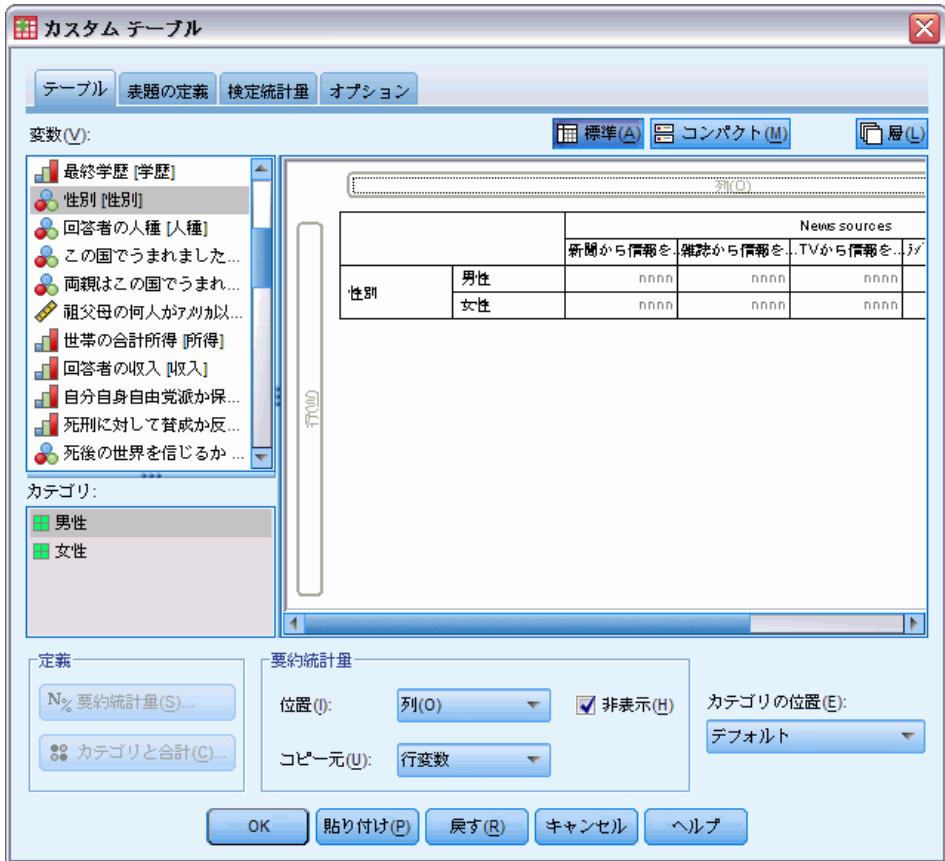 カスタム テーブル
テーブル 表題の定義 検定統計量 オプション
変数(V):
標準(A) コンパクト(M) 層(L)
最終学歴 [学歴]
性別 [性別]
回答者の人種 [人種]
この国でうまれました...
両親はこの国でうまれ...
祖父母の何人がｱﾒﾘｶ以...
世帯の合計所得 [所得]
回答者の収入 [収入]
自分自身自由党派か保...
死刑に対して賛成か反...
死後の世界を信じるか ...
カテゴリ:
男性
女性
列(O)
行(W)
News sources
新聞から情報を... 雑誌から情報を... TVから情報を...
性別 男性 nnnn nnnn nnnn
女性 nnnn nnnn nnnn
定義
N% 要約統計量(S)...
カテゴリと合計(C)...
要約統計量
位置(I): 列(O) 非表示(H)
コピー元(U): 行変数
カテゴリの位置(E):
デフォルト
OK 貼り付け(P) 戻す(R) キャンセル ヘルプ